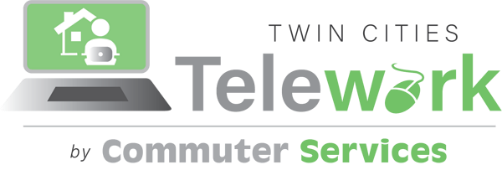 TWIN CITIES
Telework
by Commuter Services